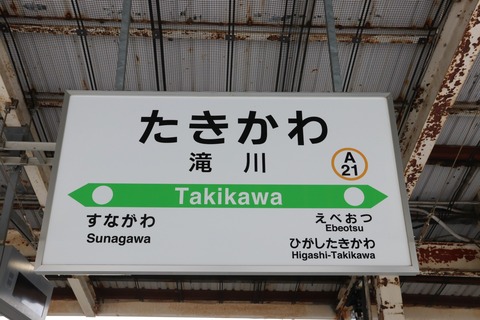 たきかわ
滝川
A
21
Takikawa
すながわ
Sunagawa
えべおつ
Ebeotsu
ひがしたきかわ
Higashi-Takikawa